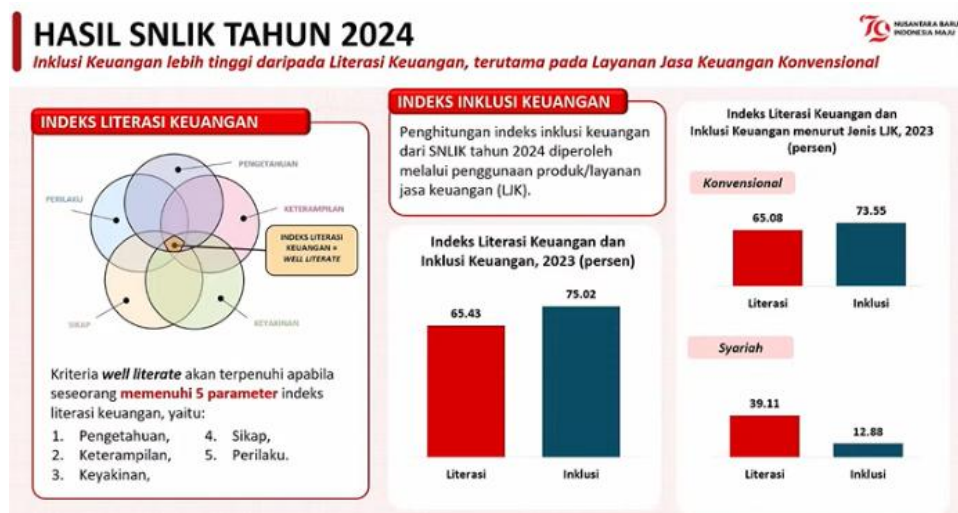 HASIL SNLIK TAHUN 2024
Inklusi Keuangan lebih tinggi daripada Literasi Keuangan, terutama pada Layanan Jasa Keuangan Konvensional
79 NUSANTARA BARU
INDONESIA MAJU
INDEKS LITERASI KEUANGAN
PENGETAHUAN
PERILAKU
KETERAMPILAN
INDEKS LITERASI
KEUANGAN =
WELL LITERATE
SIKAP
KEYAKINAN
Kriteria well literate akan terpenuhi apabila
seseorang memenuhi 5 parameter indeks
literasi keuangan, yaitu:
1. Pengetahuan,
2. Keterampilan,
3. Keyakinan,
4. Sikap,
5. Perilaku.
INDEKS INKLUSI KEUANGAN
Penghitungan indeks inklusi keuangan
dari SNLIK tahun 2024 diperoleh
melalui penggunaan produk/layanan
jasa keuangan (LJK).
Indeks Literasi Keuangan dan
Inklusi Keuangan, 2023 (persen)
65.43
75.02
Literasi
Inklusi
Indeks Literasi Keuangan dan
Inklusi Keuangan menurut Jenis LJK, 2023
(persen)
Konvensional
65.08
73.55
Literasi
Inklusi
Syariah
39.11
12.88
Literasi
Inklusi